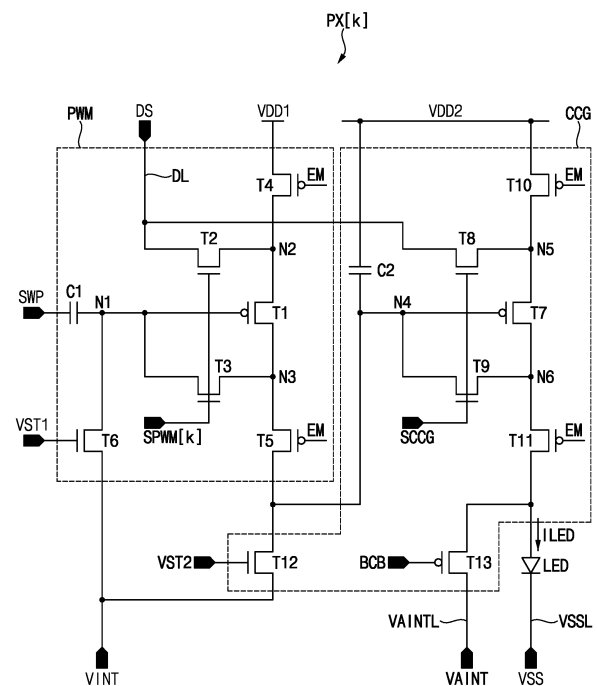 PX[k]
PWM
DS
VDD1
VDD2
CCG
T4
EM
T10
EM
DL
T2
N2
T8
N5
SWP
C1
N1
C2
N4
T1
T7
T3
N3
T9
N6
VST1
T6
SPWM[k]
T5
EM
SCCG
T11
EM
ILED
VST2
T12
BCB
T13
LED
VAINTL
VSSL
VINT
VAINT
VSS